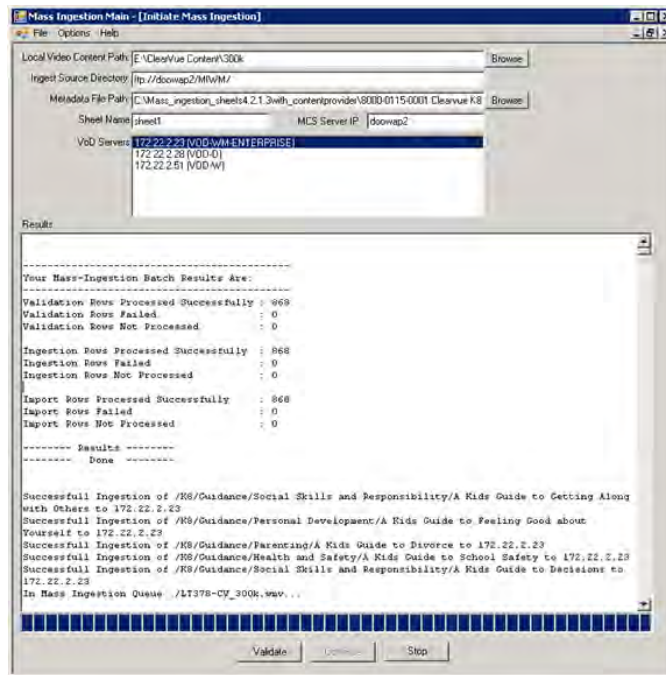 Mass Ingestion Main - [Initiate Mass Ingestion]
File Options Help
Local Video Content Path: E:\ClearVue Content\300k Browse
Ingest Source Directory: ftp://doowap2/MIWM/
Metadata File Path: C:\Mass_ingestion_sheets4.2.1.3with_contentprovider\8000-0115-0001 Clearvue K8 Browse
Sheet Name: sheet1 MCS Server IP: doowap2
VoD Servers: 172.22.2.23 (VOD-WM-ENTERPRISE)
172.22.2.28 (VOD-D)
172.22.2.51 (VOD-W)
Results
----------------------------------------------
Your Mass-Ingestion Batch Results Are:
----------------------------------------------
Validation Rows Processed Successfully : 868
Validation Rows Failed : 0
Validation Rows Not Processed : 0
Ingestion Rows Processed Successfully : 868
Ingestion Rows Failed : 0
Ingestion Rows Not Processed : 0
Import Rows Processed Successfully : 868
Import Rows Failed : 0
Import Rows Not Processed : 0
-------- Results --------
-------- Done --------
Successfull Ingestion of /K8/Guidance/Social Skills and Responsibility/A Kids Guide to Getting Along
with Others to 172.22.2.23
Successfull Ingestion of /K8/Guidance/Personal Development/A Kids Guide to Feeling Good about
Yourself to 172.22.2.23
Successfull Ingestion of /K8/Guidance/Parenting/A Kids Guide to Divorce to 172.22.2.23
Successfull Ingestion of /K8/Guidance/Health and Safety/A Kids Guide to School Safety to 172.22.2.23
Successfull Ingestion of /K8/Guidance/Social Skills and Responsibility/A Kids Guide to Decisions to
172.22.2.23
In Mass Ingestion Queue /LT378-CV_300k.wmv...
Validate Stop